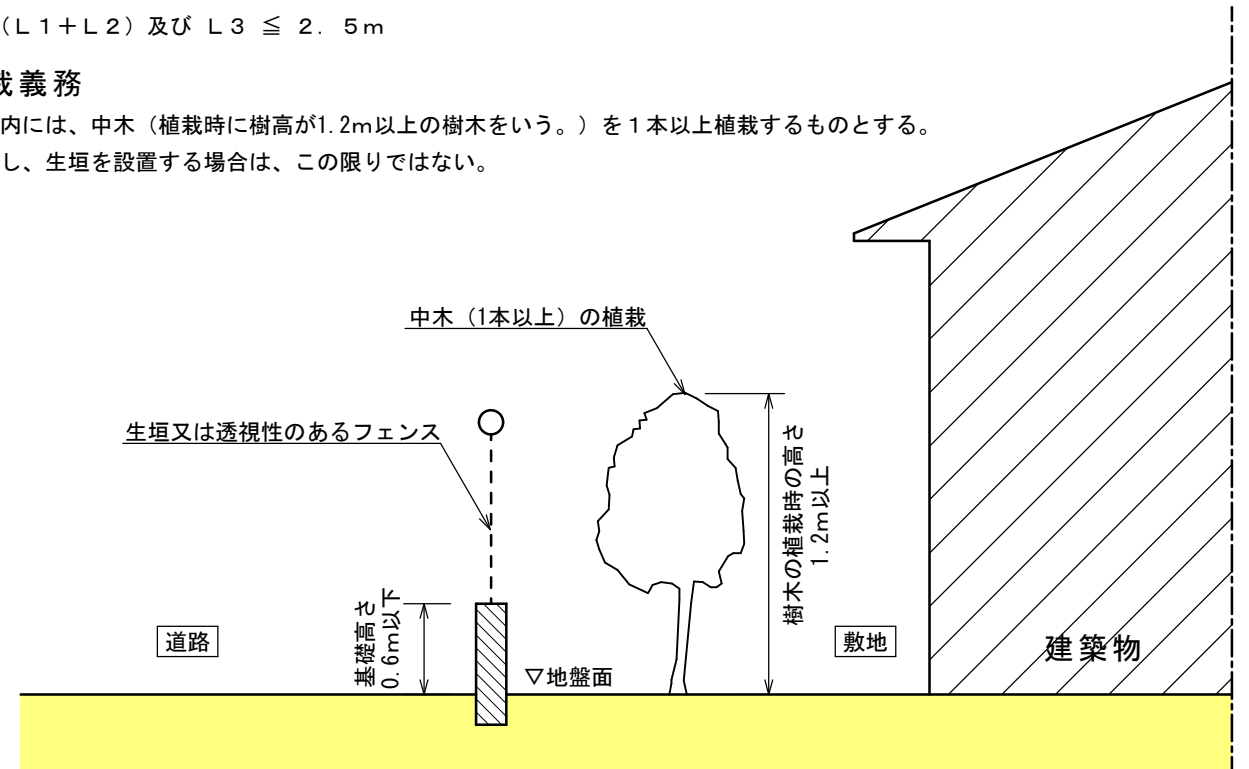 （Ｌ１＋Ｌ２）及び Ｌ３ ≦ ２．５ｍ
栽義務
内には、中木（植栽時に樹高が1.2m以上の樹木をいう。）を１本以上植栽するものとする。
し、生垣を設置する場合は、この限りではない。
中木（1本以上）の植栽
生垣又は透視性のあるフェンス
樹木の植栽時の高さ
1.2m以上
基礎高さ
0.6m以下
道路
▽地盤面
敷地
建築物